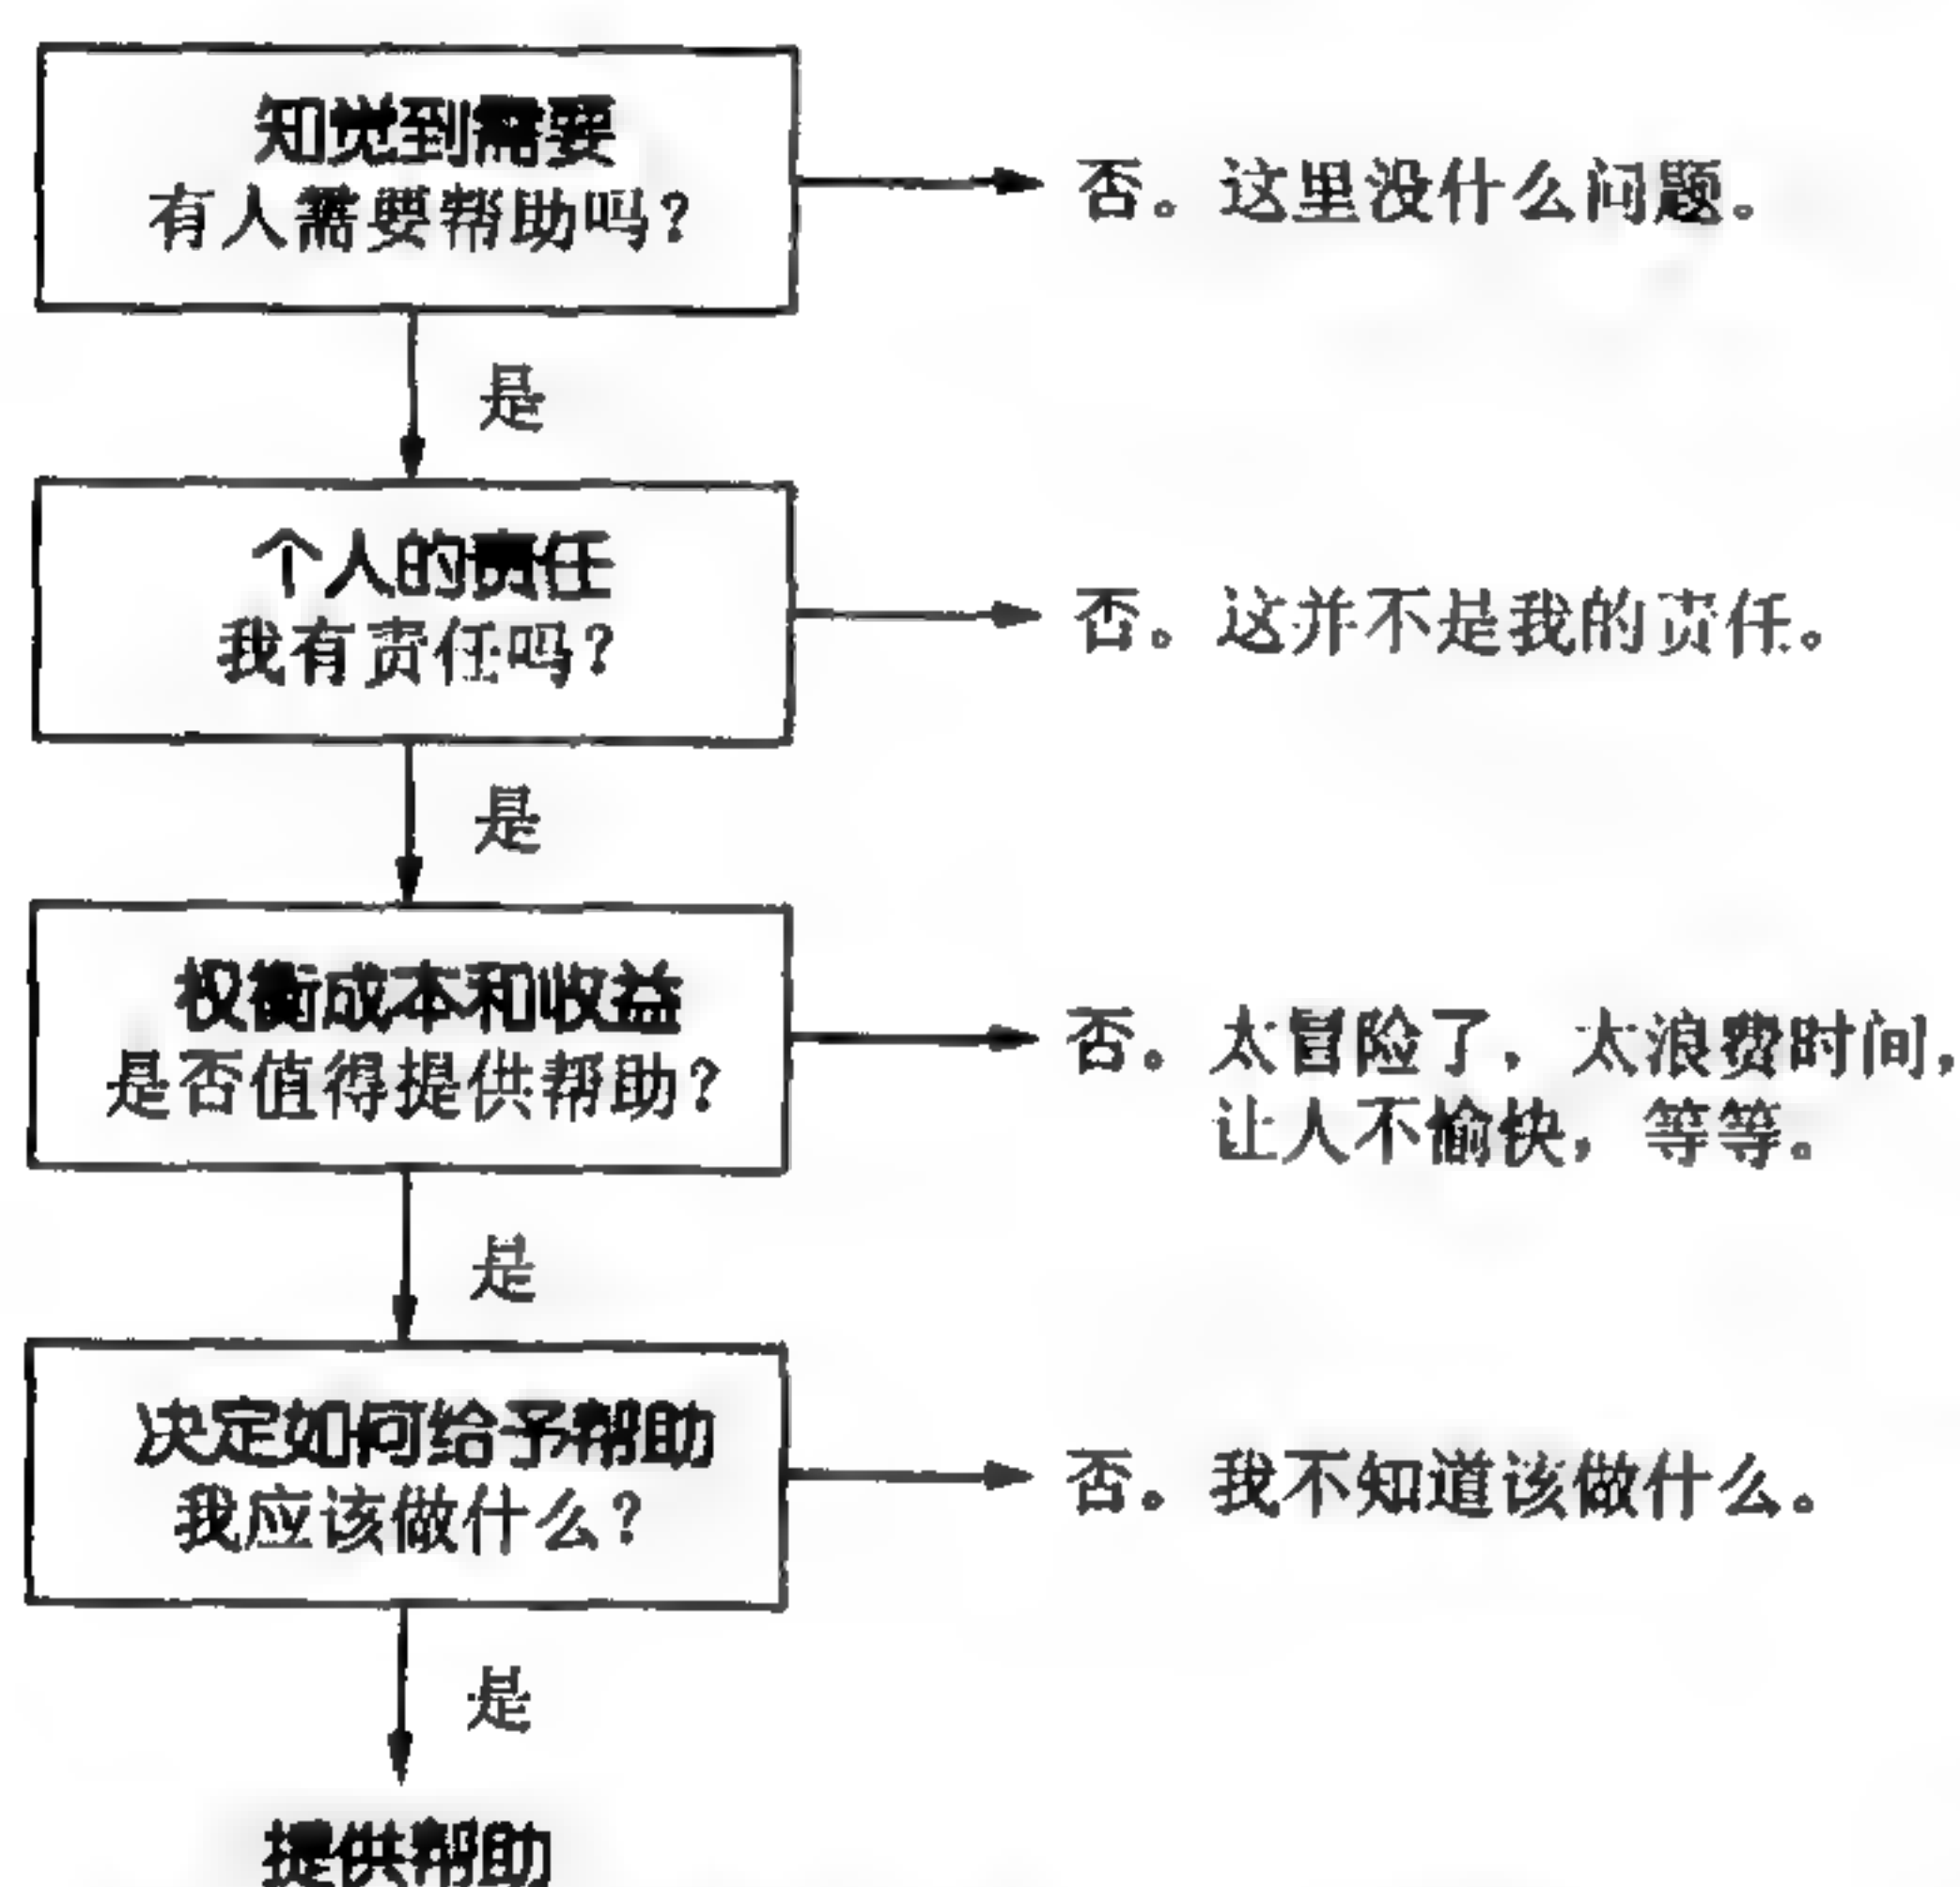 知觉到需要
有人需要帮助吗？
否。这里没什么问题。
是
个人的责任
我有责任吗？
否。这并不是我的责任。
是
权衡成本和收益
是否值得提供帮助？
否。太冒险了，太浪费时间，
让人不愉快，等等。
是
决定如何给予帮助
我应该做什么？
否。我不知道该做什么。
是
提供帮助